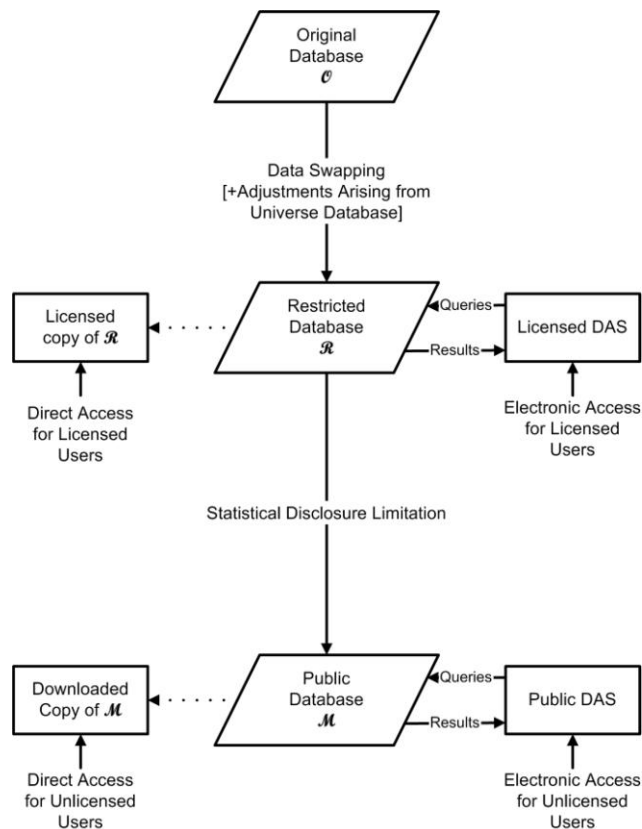 Original
Database
𝒪
Data Swapping
[+Adjustments Arising from
Universe Database]
Licensed
copy of ℛ
Restricted
Database
ℛ
Queries
Results
Licensed DAS
Direct Access
for Licensed
Users
Electronic Access
for Licensed
Users
Statistical Disclosure Limitation
Downloaded
Copy of ℳ
Public
Database
ℳ
Queries
Results
Public DAS
Direct Access
for Unlicensed
Users
Electronic Access
for Unlicensed
Users